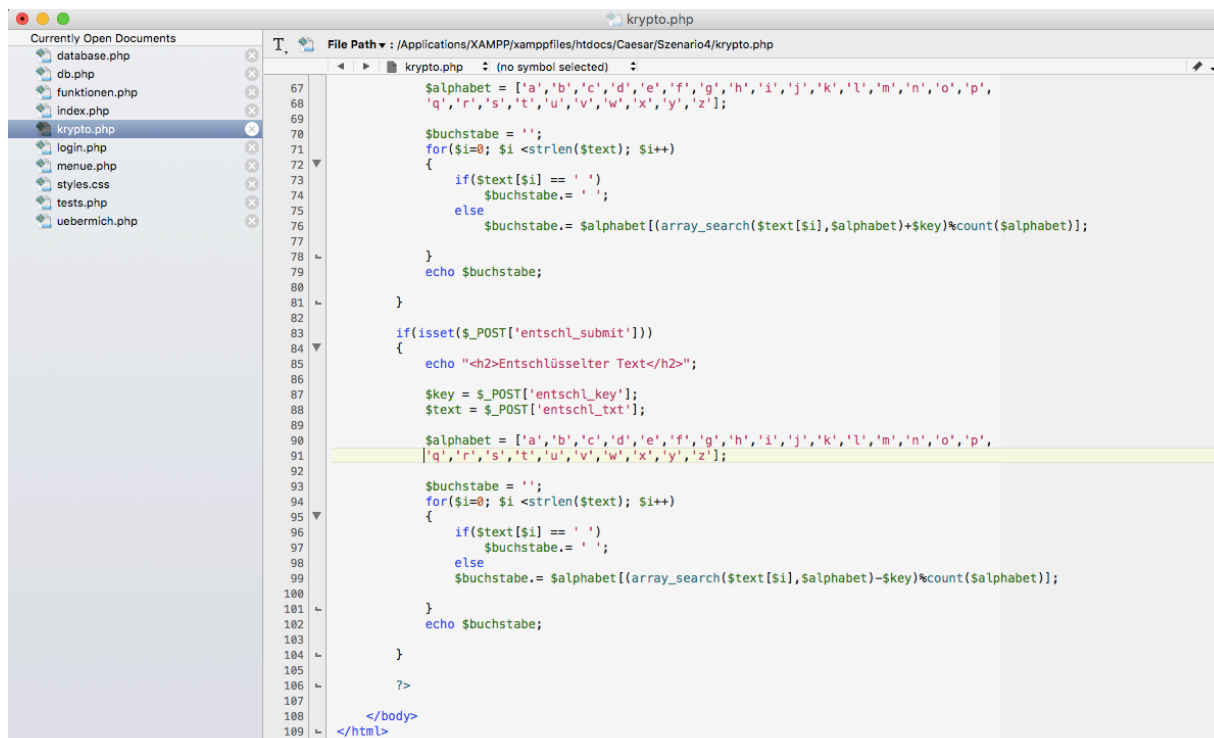 krypto.php
Currently Open Documents
database.php
db.php
funktionen.php
index.php
krypto.php
login.php
menue.php
styles.css
tests.php
uebermich.php
File Path ▾ : /Applications/XAMPP/xamppfiles/htdocs/Caesar/Szenario4/krypto.php
krypto.php (no symbol selected)
67 $alphabet = ['a','b','c','d','e','f','g','h','i','j','k','l','m','n','o','p',
68 'q','r','s','t','u','v','w','x','y','z'];
69
70 $buchstabe = '';
71 for($i=0; $i <strlen($text); $i++)
72 {
73 if($text[$i] == ' ')
74 $buchstabe.= ' ';
75 else
76 $buchstabe.= $alphabet[(array_search($text[$i],$alphabet)+$key)%count($alphabet)];
77
78 }
79 echo $buchstabe;
80
81 }
82
83 if(isset($_POST['entschl_submit']))
84 {
85 echo "<h2>Entschlüsselter Text</h2>";
86
87 $key = $_POST['entschl_key'];
88 $text = $_POST['entschl_txt'];
89
90 $alphabet = ['a','b','c','d','e','f','g','h','i','j','k','l','m','n','o','p',
91 'q','r','s','t','u','v','w','x','y','z'];
92
93 $buchstabe = '';
94 for($i=0; $i <strlen($text); $i++)
95 {
96 if($text[$i] == ' ')
97 $buchstabe.= ' ';
98 else
99 $buchstabe.= $alphabet[(array_search($text[$i],$alphabet)-$key)%count($alphabet)];
100
101 }
102 echo $buchstabe;
103
104 }
105
106 ?>
107
108 </body>
109 </html>